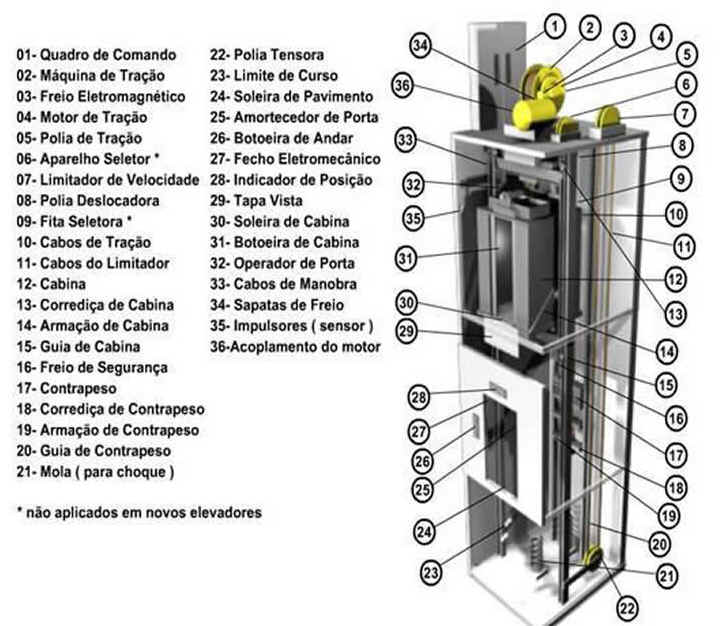 01- Quadro de Comando
02- Máquina de Tração
03- Freio Eletromagnético
04- Motor de Tração
05- Polia de Tração
06- Aparelho Seletor *
07- Limitador de Velocidade
08- Polia Deslocadora
09- Fita Seletora *
10- Cabos de Tração
11- Cabos do Limitador
12- Cabina
13- Corrediça de Cabina
14- Armação de Cabina
15- Guia de Cabina
16- Freio de Segurança
17- Contrapeso
18- Corrediça de Contrapeso
19- Armação de Contrapeso
20- Guia de Contrapeso
21- Mola ( para choque )
* não aplicados em novos elevadores
22- Polia Tensora
23- Limite de Curso
24- Soleira de Pavimento
25- Amortecedor de Porta
26- Botoeira de Andar
27- Fecho Eletromecânico
28- Indicador de Posição
29- Tapa Vista
30- Soleira de Cabina
31- Botoeira de Cabina
32- Operador de Porta
33- Cabos de Manobra
34- Sapatas de Freio
35- Impulsores ( sensor )
36-Acoplamento do motor
34
36
33
32
35
31
30
29
28
27
26
25
24
23
1
2
3
4
5
6
7
8
9
10
11
12
13
14
15
16
17
18
19
20
21
22